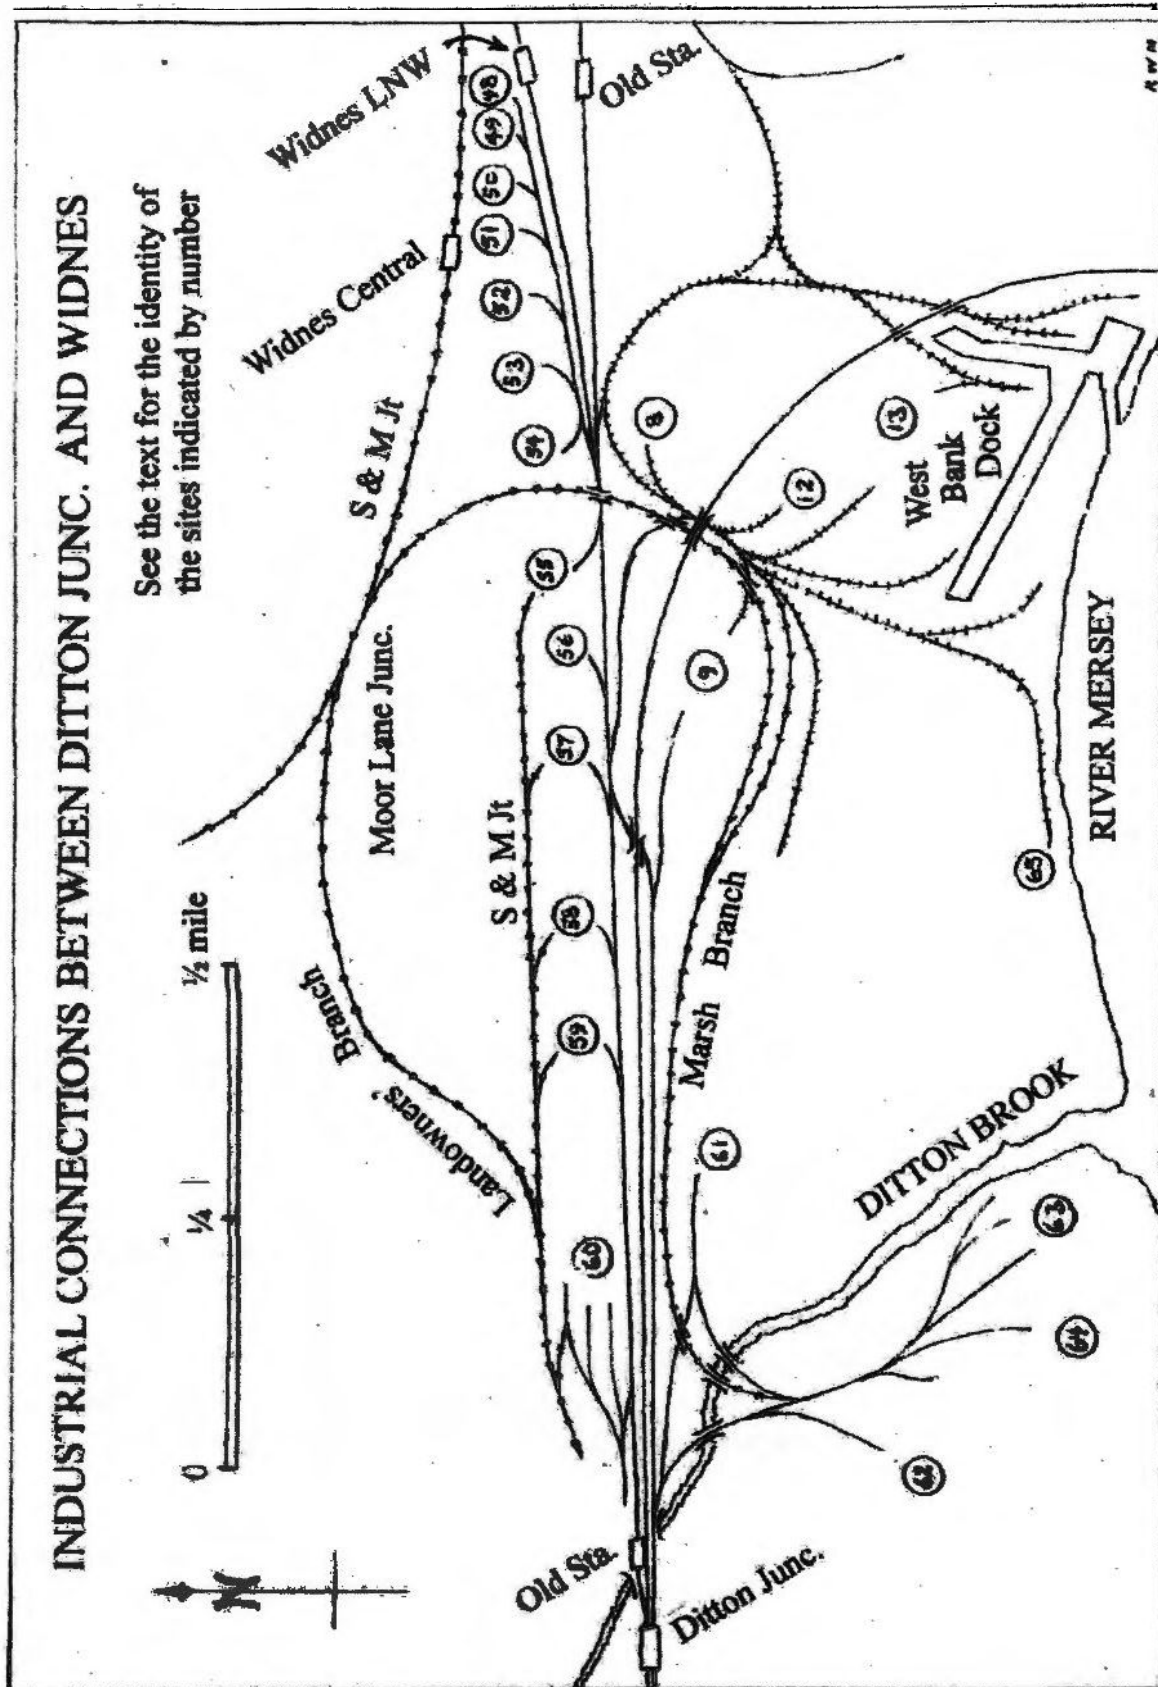 INDUSTRIAL CONNECTIONS BETWEEN DITTON JUNC. AND WIDNES
See the text for the identity of
the sites indicated by number
0
1/4
1/2 mile
N
Widnes LNW
Widnes Central
S & M Jt
Moor Lane Junc.
Landowners' Branch
S & M Jt
Old Sta.
48
49
50
51
52
53
54
55
56
57
58
59
60
Old Sta.
Ditton Junc.
Marsh Branch
61
62
63
64
65
8
9
12
13
West
Bank
Dock
DITTON BROOK
RIVER MERSEY
RWM